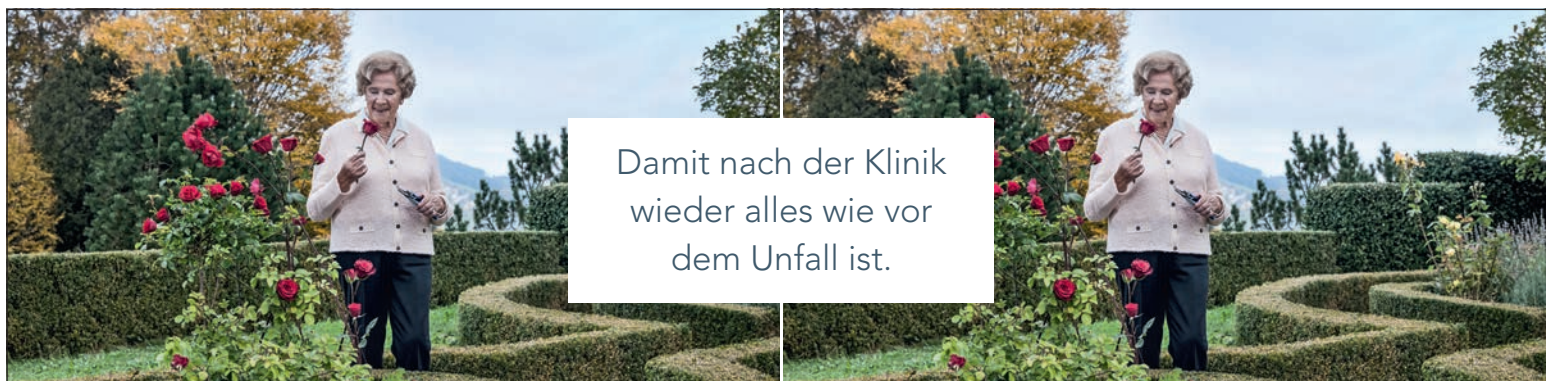 Damit nach der Klinik
wieder alles wie vor
dem Unfall ist.